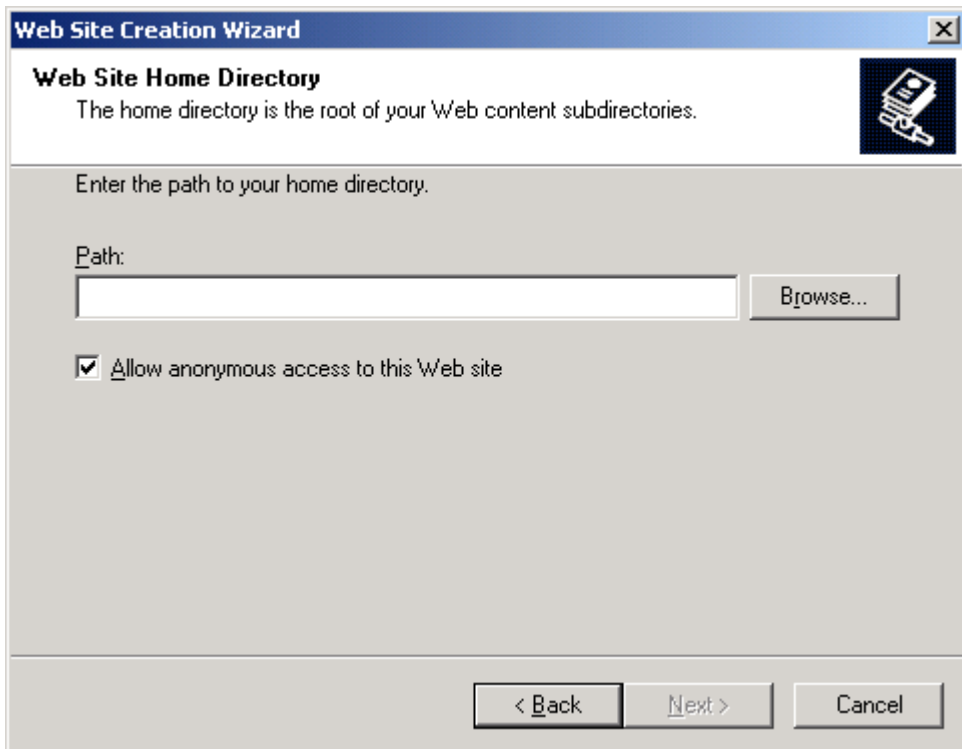 Web Site Creation Wizard
Web Site Home Directory
The home directory is the root of your Web content subdirectories.
Enter the path to your home directory.
Path:
Browse...
Allow anonymous access to this Web site
< Back
Next >
Cancel